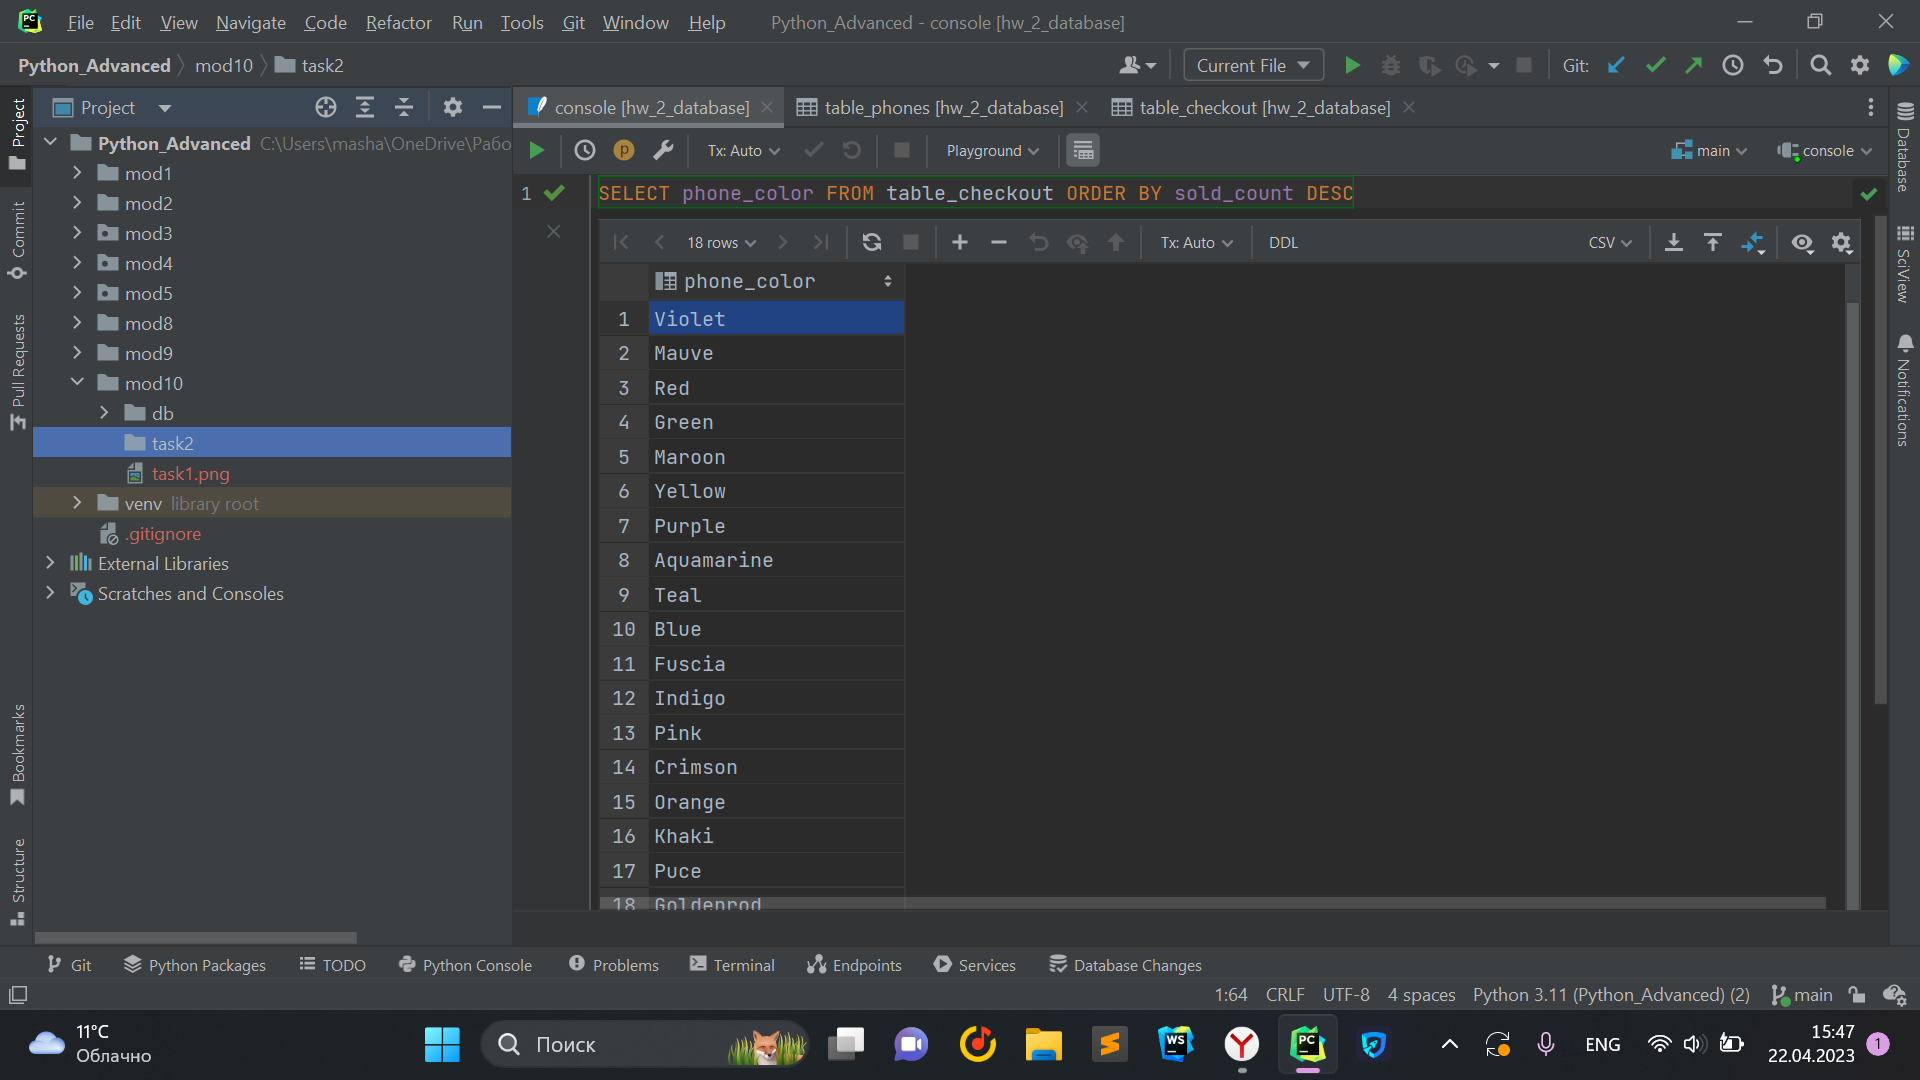 File Edit View Navigate Code Refactor Run Tools Git Window Help Python_Advanced - console [hw_2_database]
Python_Advanced mod10 task2 Current File Git:
Project
console [hw_2_database] table_phones [hw_2_database] table_checkout [hw_2_database]
Tx: Auto Playground main console
Python_Advanced C:\Users\masha\OneDrive\Рабо
mod1
mod2
mod3
mod4
mod5
mod8
mod9
mod10
db
task2
task1.png
venv library root
.gitignore
External Libraries
Scratches and Consoles
1 SELECT phone_color FROM table_checkout ORDER BY sold_count DESC
18 rows Tx: Auto DDL CSV
phone_color
1 Violet
2 Mauve
3 Red
4 Green
5 Maroon
6 Yellow
7 Purple
8 Aquamarine
9 Teal
10 Blue
11 Fuscia
12 Indigo
13 Pink
14 Crimson
15 Orange
16 Khaki
17 Puce
18 Goldenrod
Project
Commit
Pull Requests
Bookmarks
Structure
Database
SciView
Notifications
Git Python Packages TODO Python Console Problems Terminal Endpoints Services Database Changes
1:64 CRLF UTF-8 4 spaces Python 3.11 (Python_Advanced) (2) main
11°C
Облачно
Поиск
ENG
15:47
22.04.2023
1